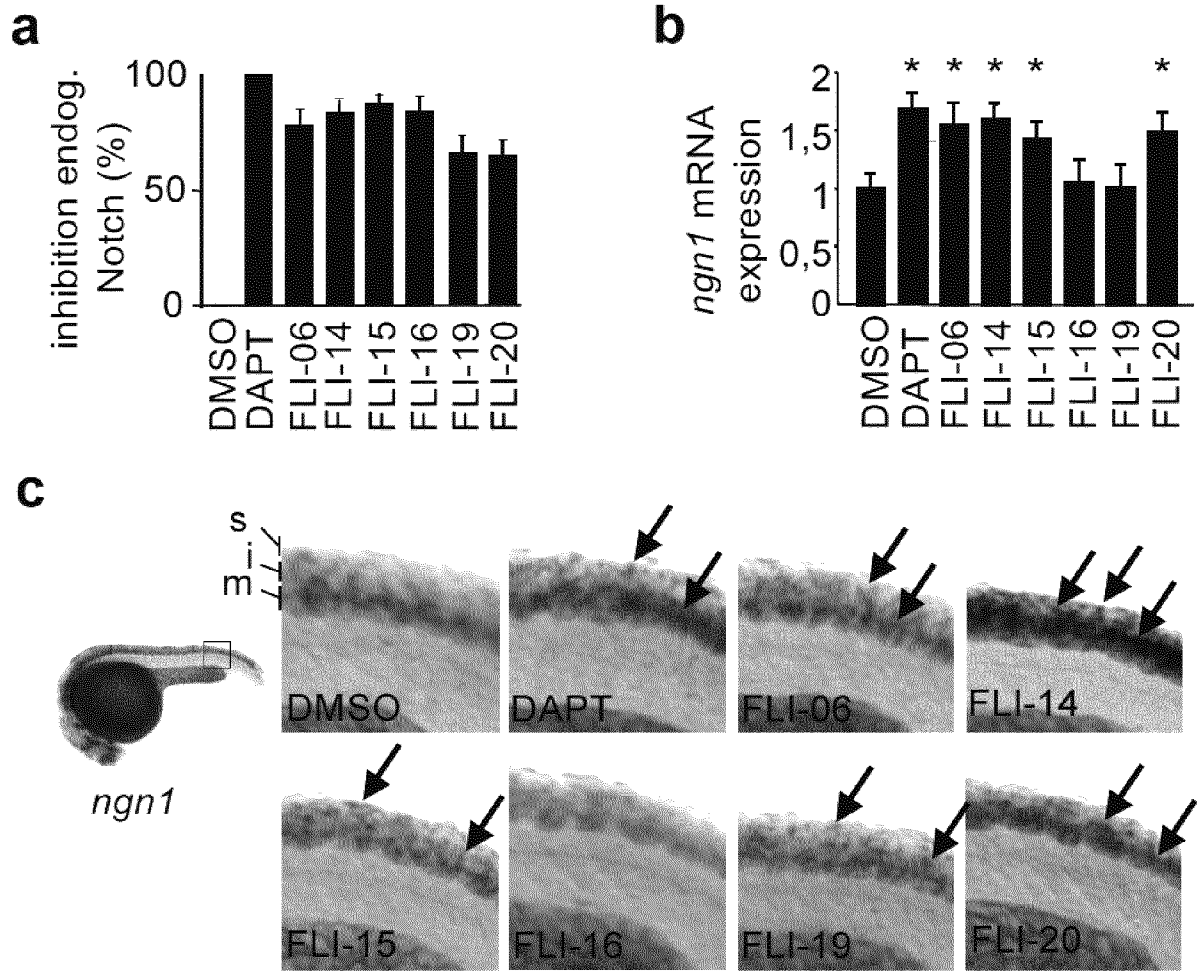 a
inhibition endog.
Notch (%)
100
50
0
DMSO
DAPT
FLI-06
FLI-14
FLI-15
FLI-16
FLI-19
FLI-20
b
ngn1 mRNA
expression
2
1,5
1
0,5
0
* * * * *
DMSO
DAPT
FLI-06
FLI-14
FLI-15
FLI-16
FLI-19
FLI-20
c
s
i
m
ngn1
DMSO
DAPT
FLI-06
FLI-14
FLI-15
FLI-16
FLI-19
FLI-20